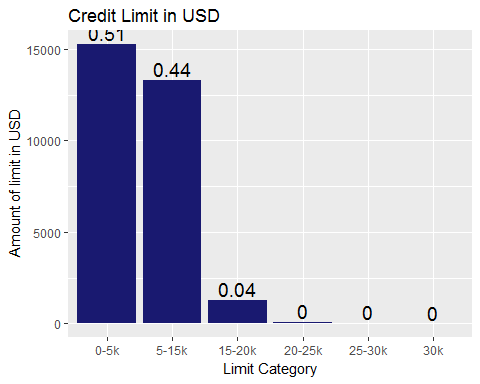 Credit Limit in USD
0.51
0.44
0.04
0
0
0
15000
10000
5000
0
Amount of limit in USD
0-5k
5-15k
15-20k
20-25k
25-30k
30k
Limit Category